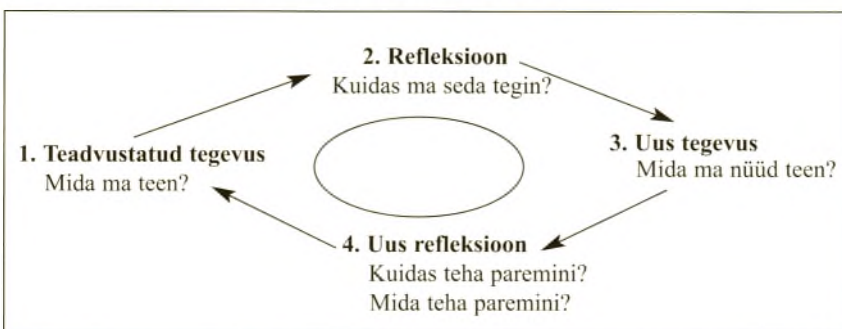 2. Refleksioon
Kuidas ma seda tegin?
1. Teadvustatud tegevus
Mida ma teen?
3. Uus tegevus
Mida ma nüüd teen?
4. Uus refleksioon
Kuidas teha paremini?
Mida teha paremini?